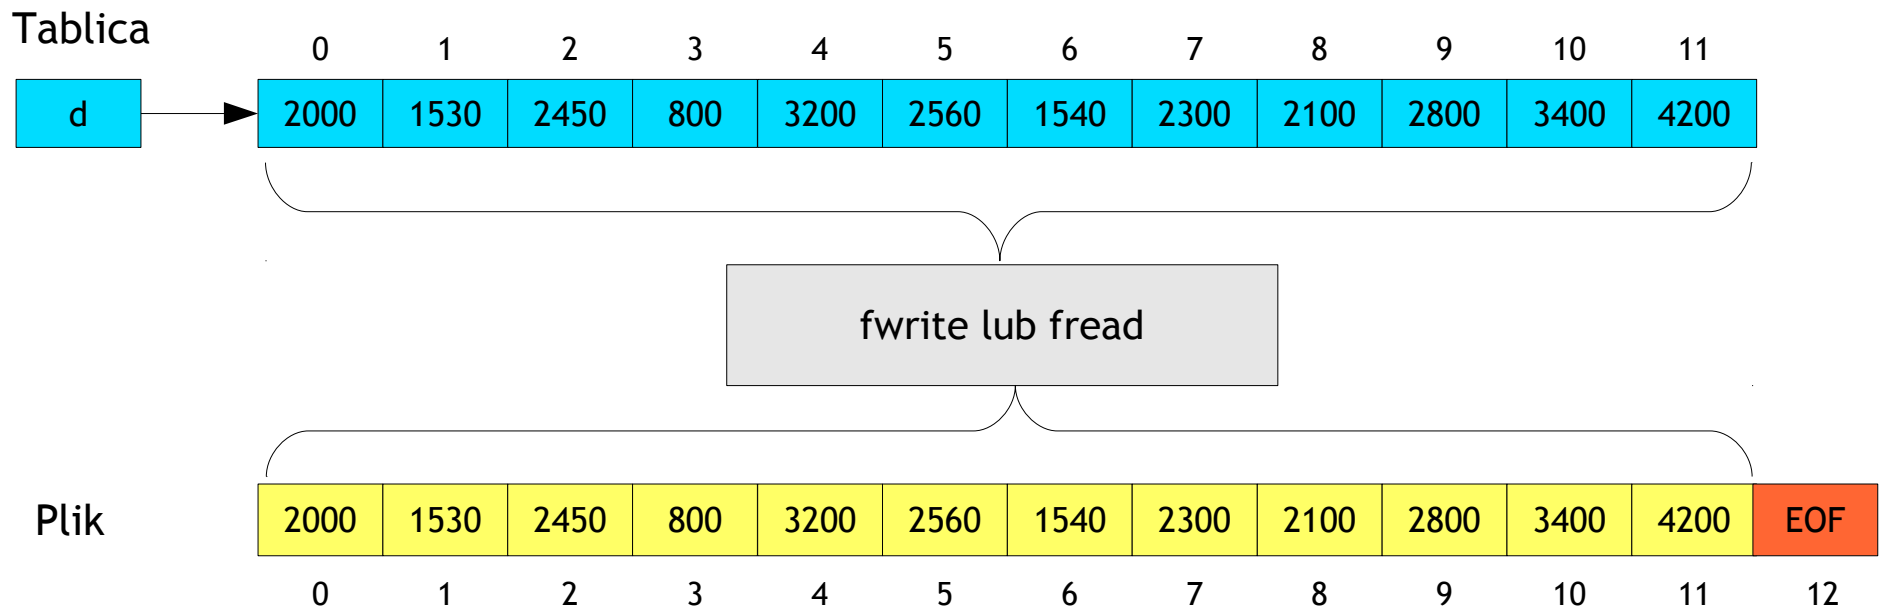 Tablica
0 1 2 3 4 5 6 7 8 9 10 11
d 2000 1530 2450 800 3200 2560 1540 2300 2100 2800 3400 4200
fwrite lub fread
Plik 2000 1530 2450 800 3200 2560 1540 2300 2100 2800 3400 4200 EOF
0 1 2 3 4 5 6 7 8 9 10 11 12